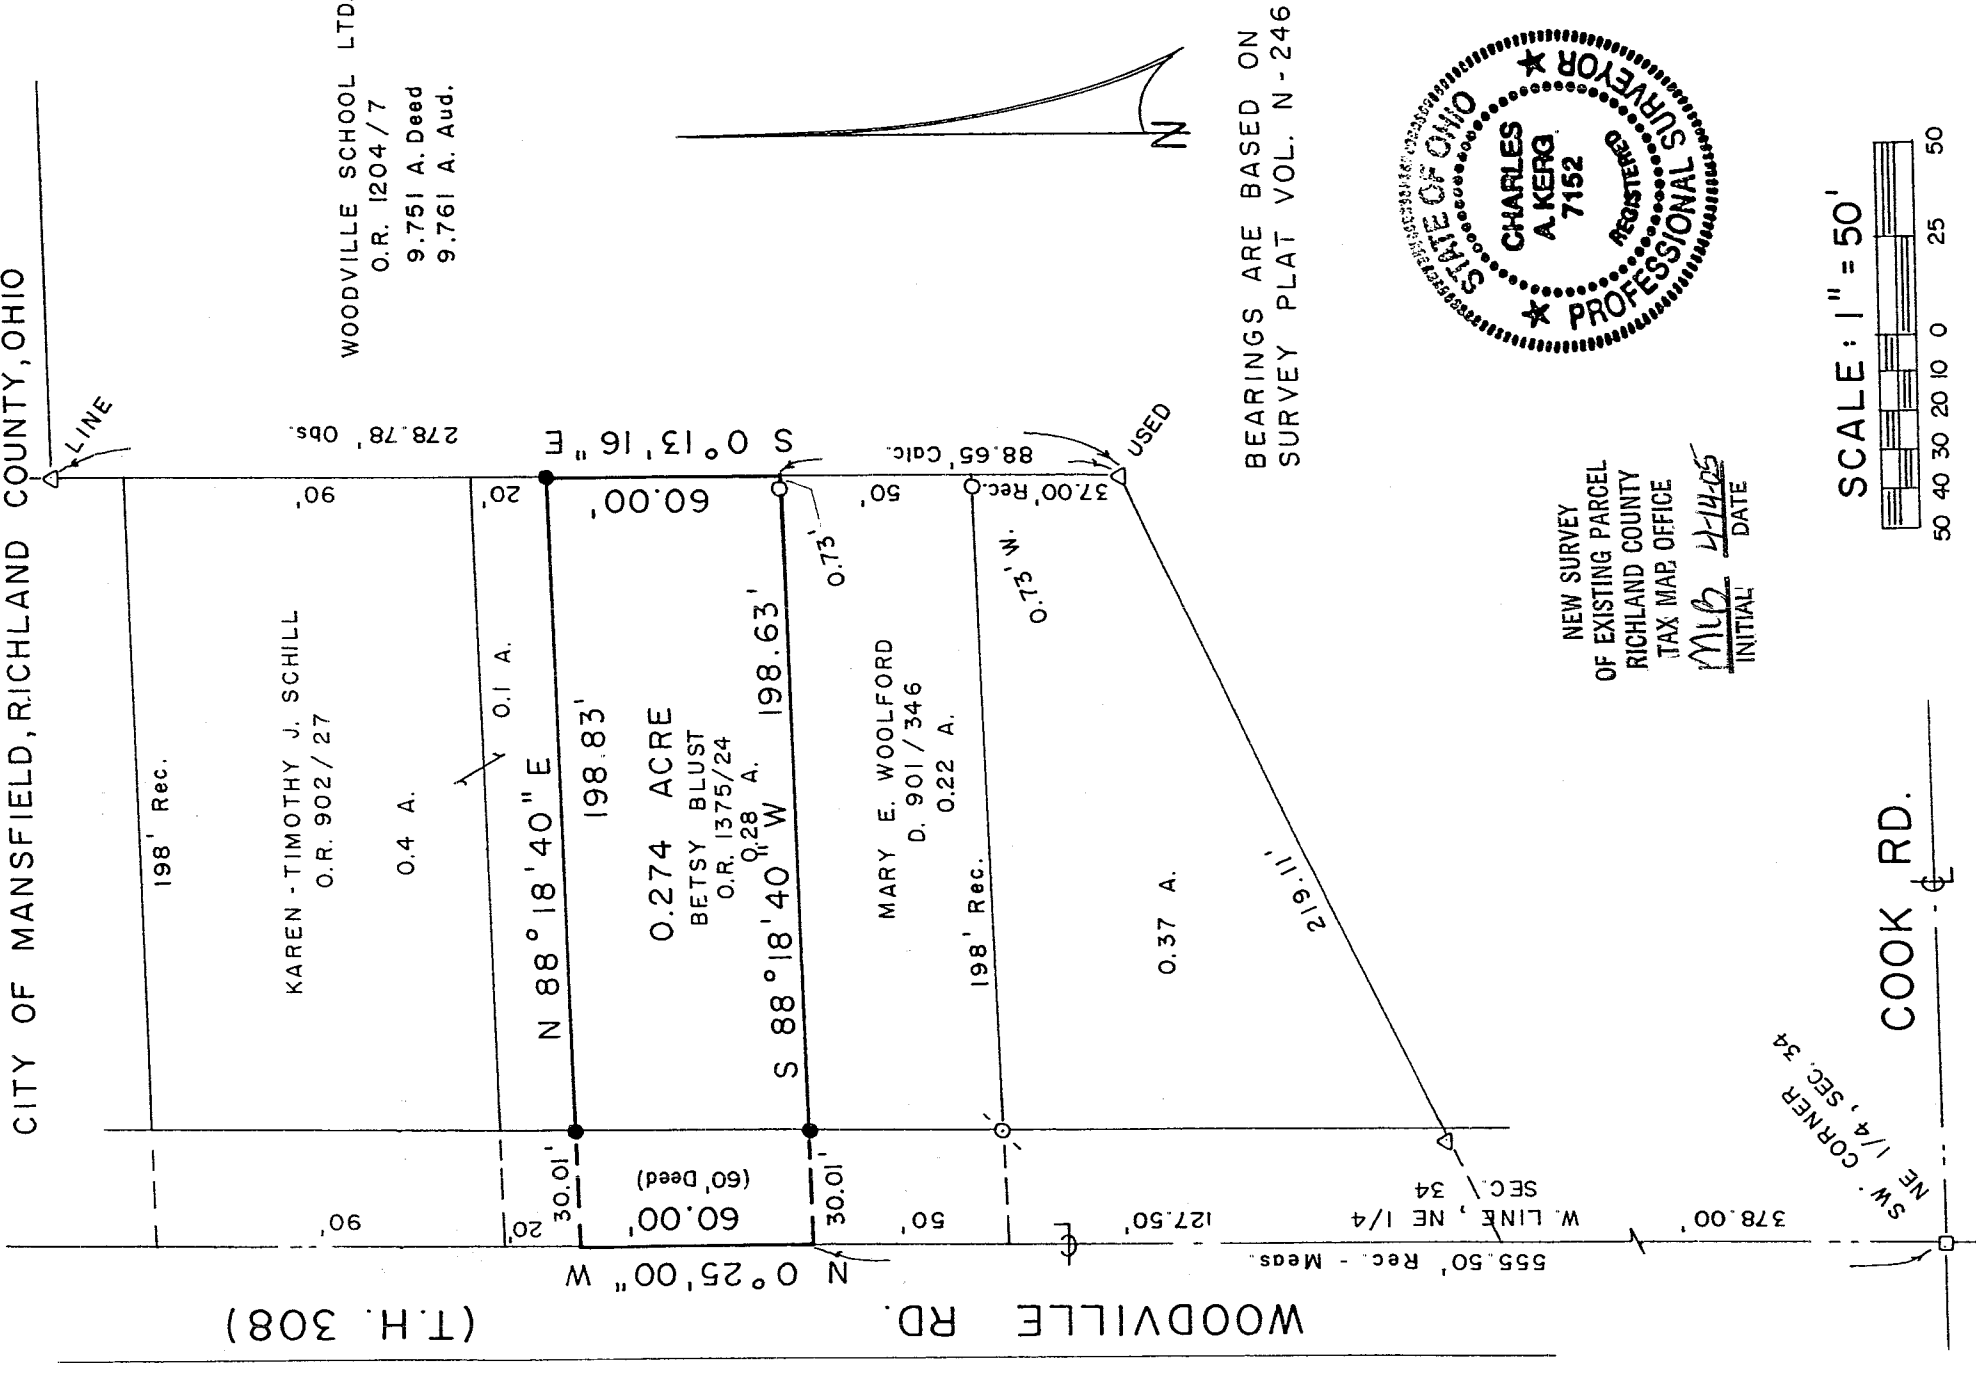 CITY OF MANSFIELD, RICHLAND COUNTY, OHIO
WOODVILLE SCHOOL LTD.
O.R. 1204/7
9.751 A. Deed
9.761 A. Aud.
LINE
278.78' Obs.
S 0°13'16" E
88.65' Calc.
USED
90'
20'
60.00'
50'
37.00' Rec.
0.73'
0.73' W.
198' Rec.
KAREN - TIMOTHY J. SCHILL
O.R. 902/27
0.4 A.
0.1 A.
N 88°18'40" E
198.83'
0.274 ACRE
BETSY BLUST
O.R. 1375/24
0.28 A.
S 88°18'40" W
198.63'
MARY E. WOOLFORD
D. 901/346
0.22 A.
198' Rec.
0.37 A.
219.11'
30.01'
(60' Deed)
60.00'
30.01'
90'
20'
50'
127.50'
W. LINE, NE 1/4
SEC. 34
378.00'
555.50' Rec. - Meas.
N 0°25'00" W
WOODVILLE RD.
(T.H. 308)
SW CORNER
NE 1/4, SEC. 34
COOK RD.
N
BEARINGS ARE BASED ON
SURVEY PLAT VOL. N-246
STATE OF OHIO
CHARLES
A. KERG
7152
REGISTERED
PROFESSIONAL SURVEYOR
NEW SURVEY
OF EXISTING PARCEL
RICHLAND COUNTY
TAX MAP OFFICE
4-14-05
INITIAL DATE
SCALE: 1" = 50'
50 40 30 20 10 0 25 50